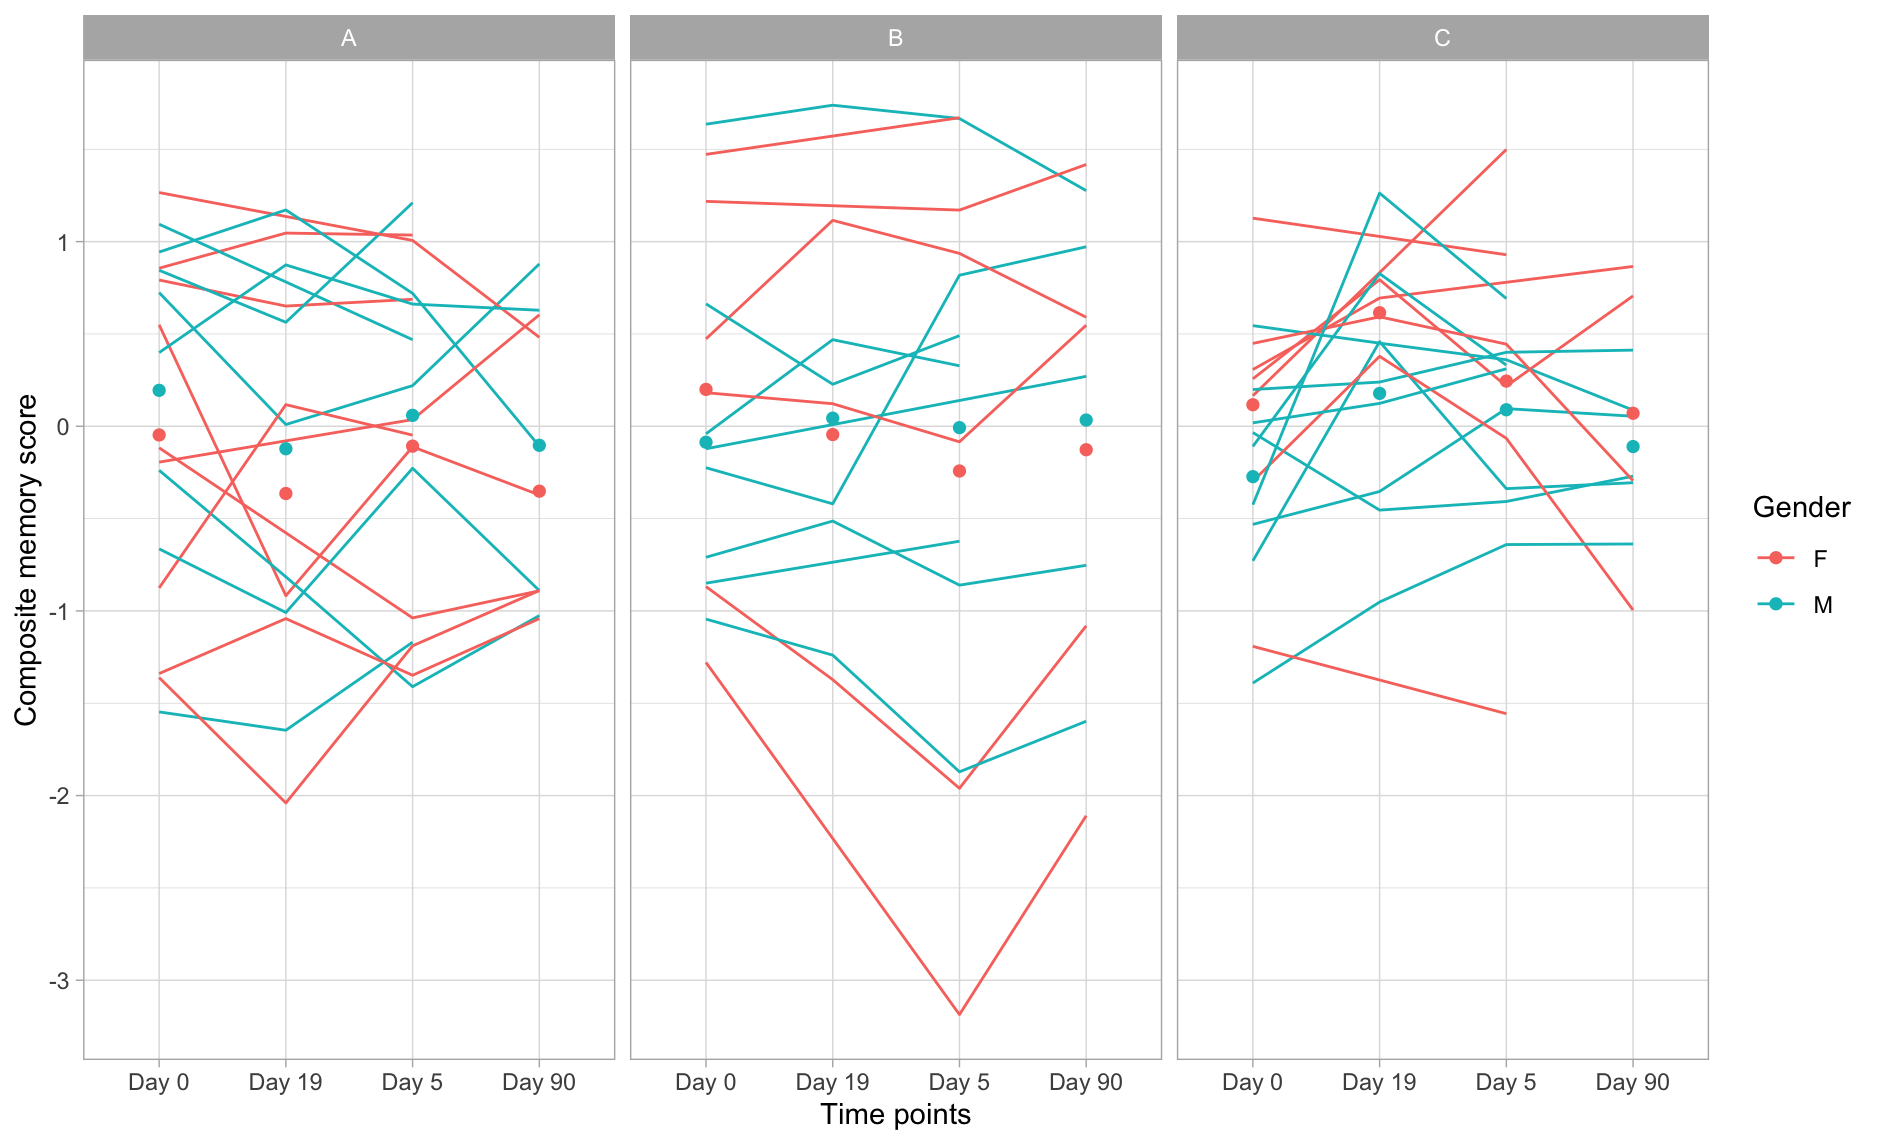 A B C
Composite memory score
1
0
-1
-2
-3
Day 0 Day 19 Day 5 Day 90 Day 0 Day 19 Day 5 Day 90 Day 0 Day 19 Day 5 Day 90
Time points
Gender
F
M